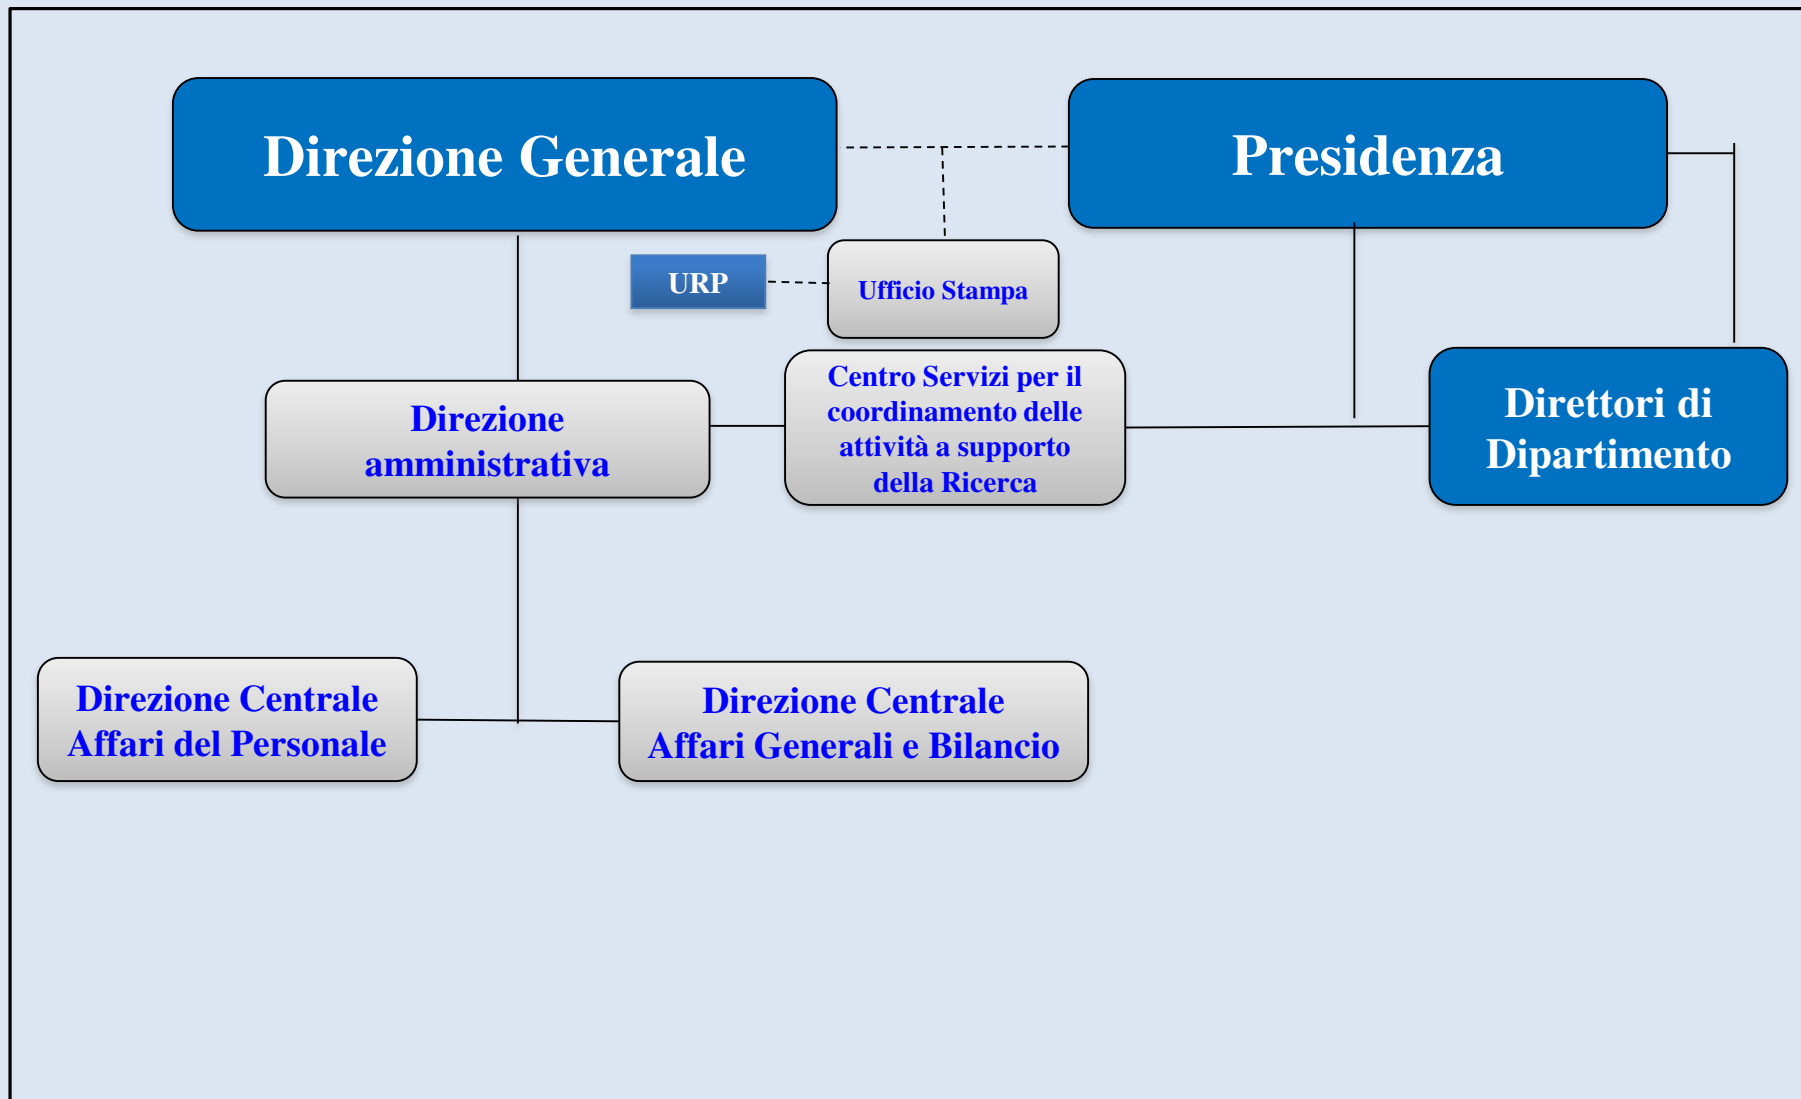 Direzione Generale
Presidenza
URP
Ufficio Stampa
Direzione
amministrativa
Centro Servizi per il
coordinamento delle
attività a supporto
della Ricerca
Direttori di
Dipartimento
Direzione Centrale
Affari del Personale
Direzione Centrale
Affari Generali e Bilancio